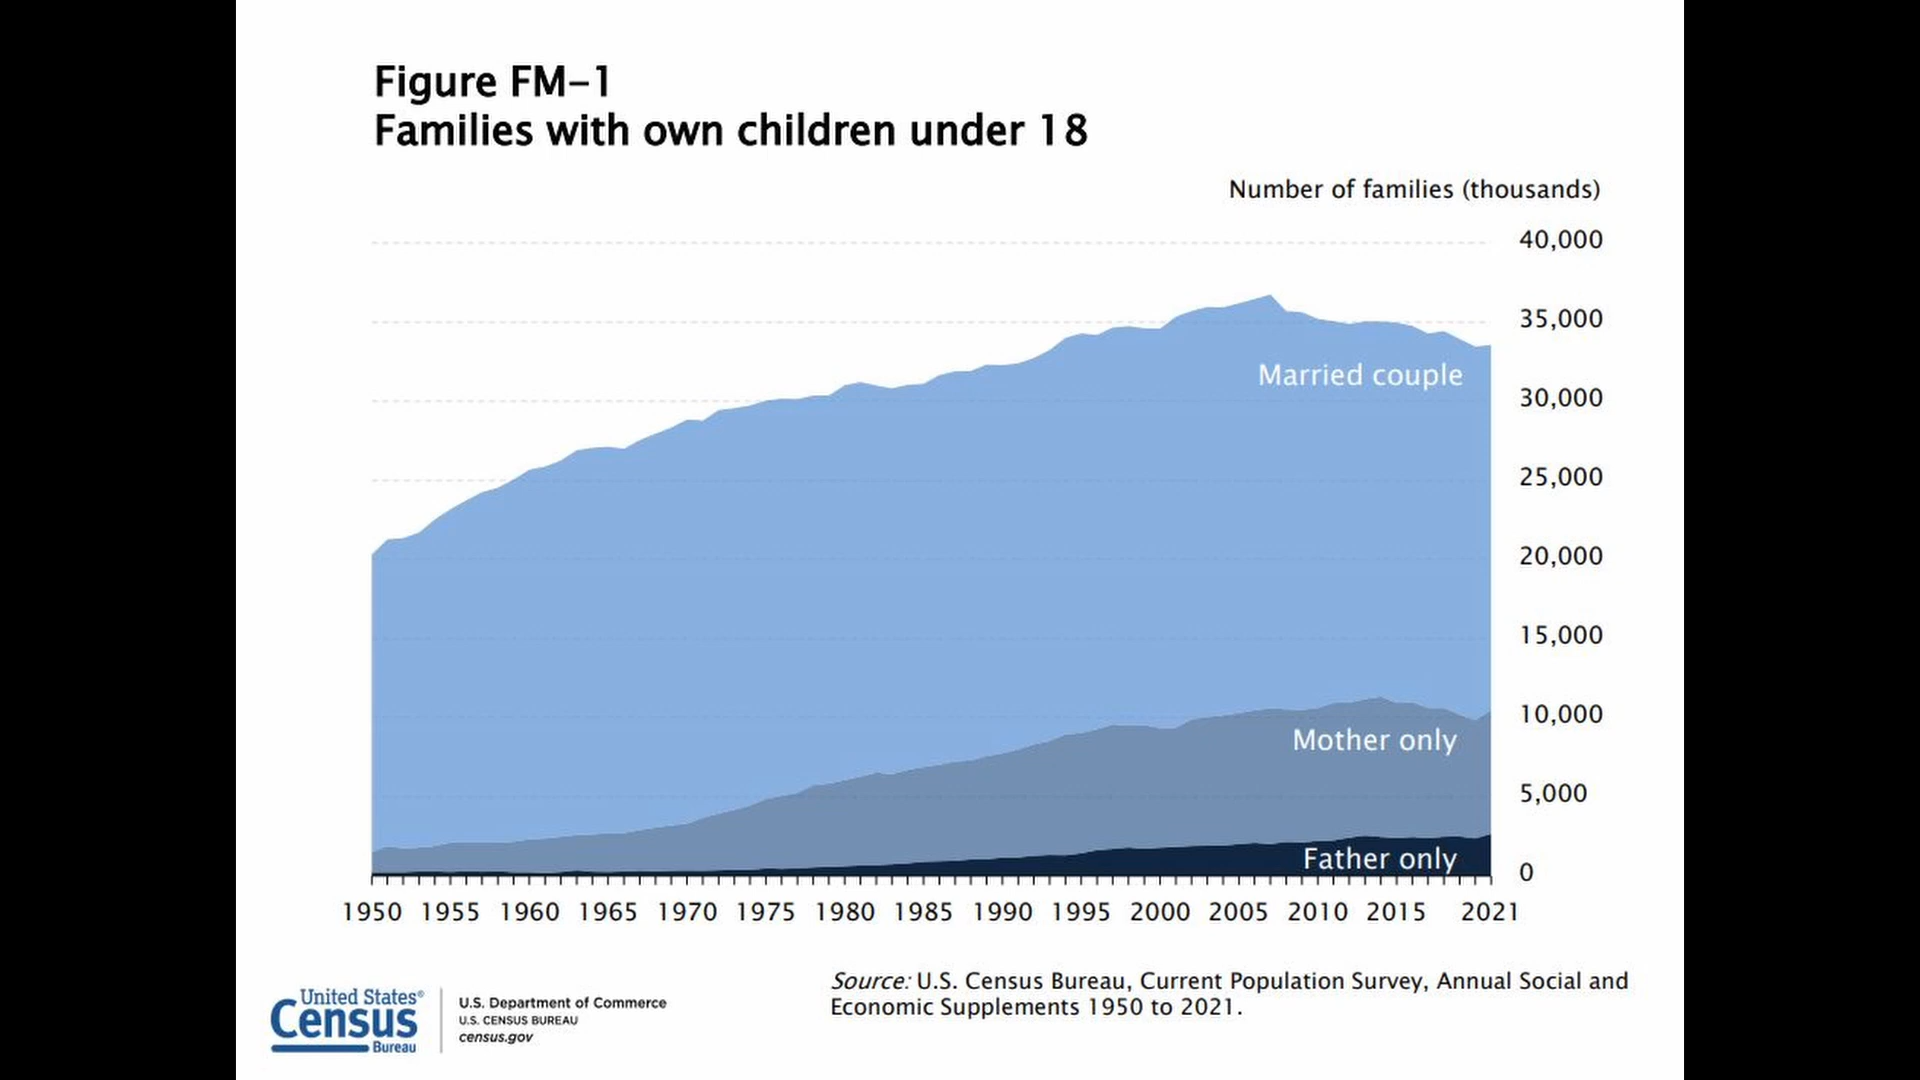 Figure FM–1
Families with own children under 18
Number of families (thousands)
40,000
35,000
Married couple
30,000
25,000
20,000
15,000
10,000
Mother only
5,000
Father only
0
1950 1955 1960 1965 1970 1975 1980 1985 1990 1995 2000 2005 2010 2015 2021
Source: U.S. Census Bureau, Current Population Survey, Annual Social and
Economic Supplements 1950 to 2021.
United States®
Census
Bureau
U.S. Department of Commerce
U.S. CENSUS BUREAU
census.gov